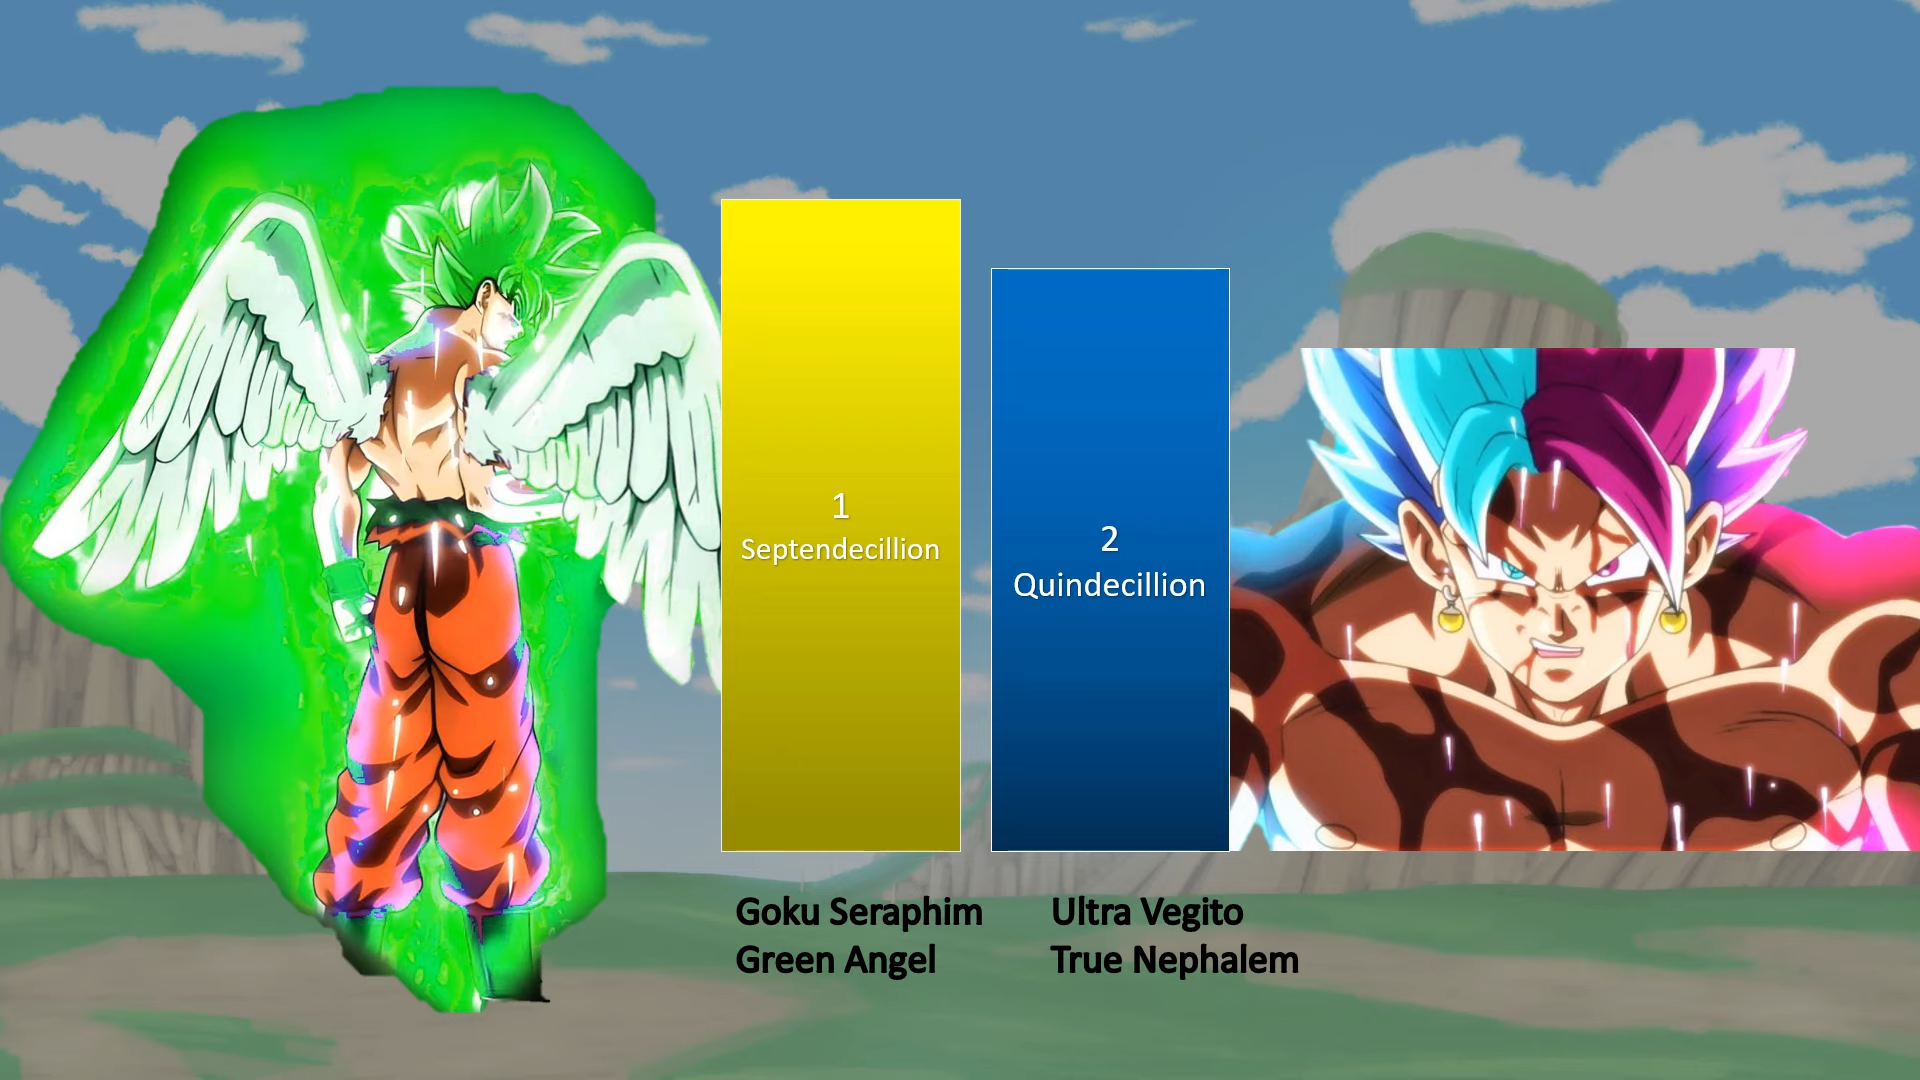 1
Septendecillion
2
Quindecillion
Goku Seraphim
Green Angel
Ultra Vegito
True Nephalem